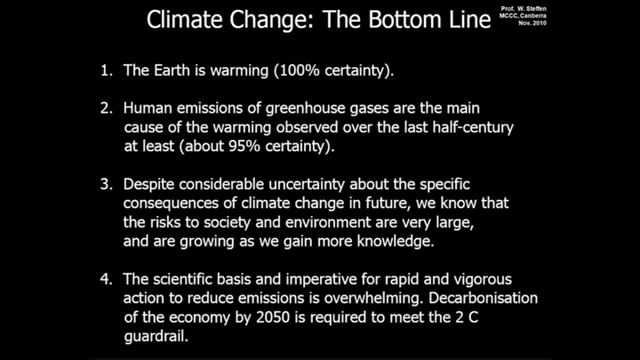 Climate Change: The Bottom Line
Prof. W. Steffen
MCCC, Canberra
Nov. 2010
1. The Earth is warming (100% certainty).
2. Human emissions of greenhouse gases are the main
cause of the warming observed over the last half-century
at least (about 95% certainty).
3. Despite considerable uncertainty about the specific
consequences of climate change in future, we know that
the risks to society and environment are very large,
and are growing as we gain more knowledge.
4. The scientific basis and imperative for rapid and vigorous
action to reduce emissions is overwhelming. Decarbonisation
of the economy by 2050 is required to meet the 2 C
guardrail.